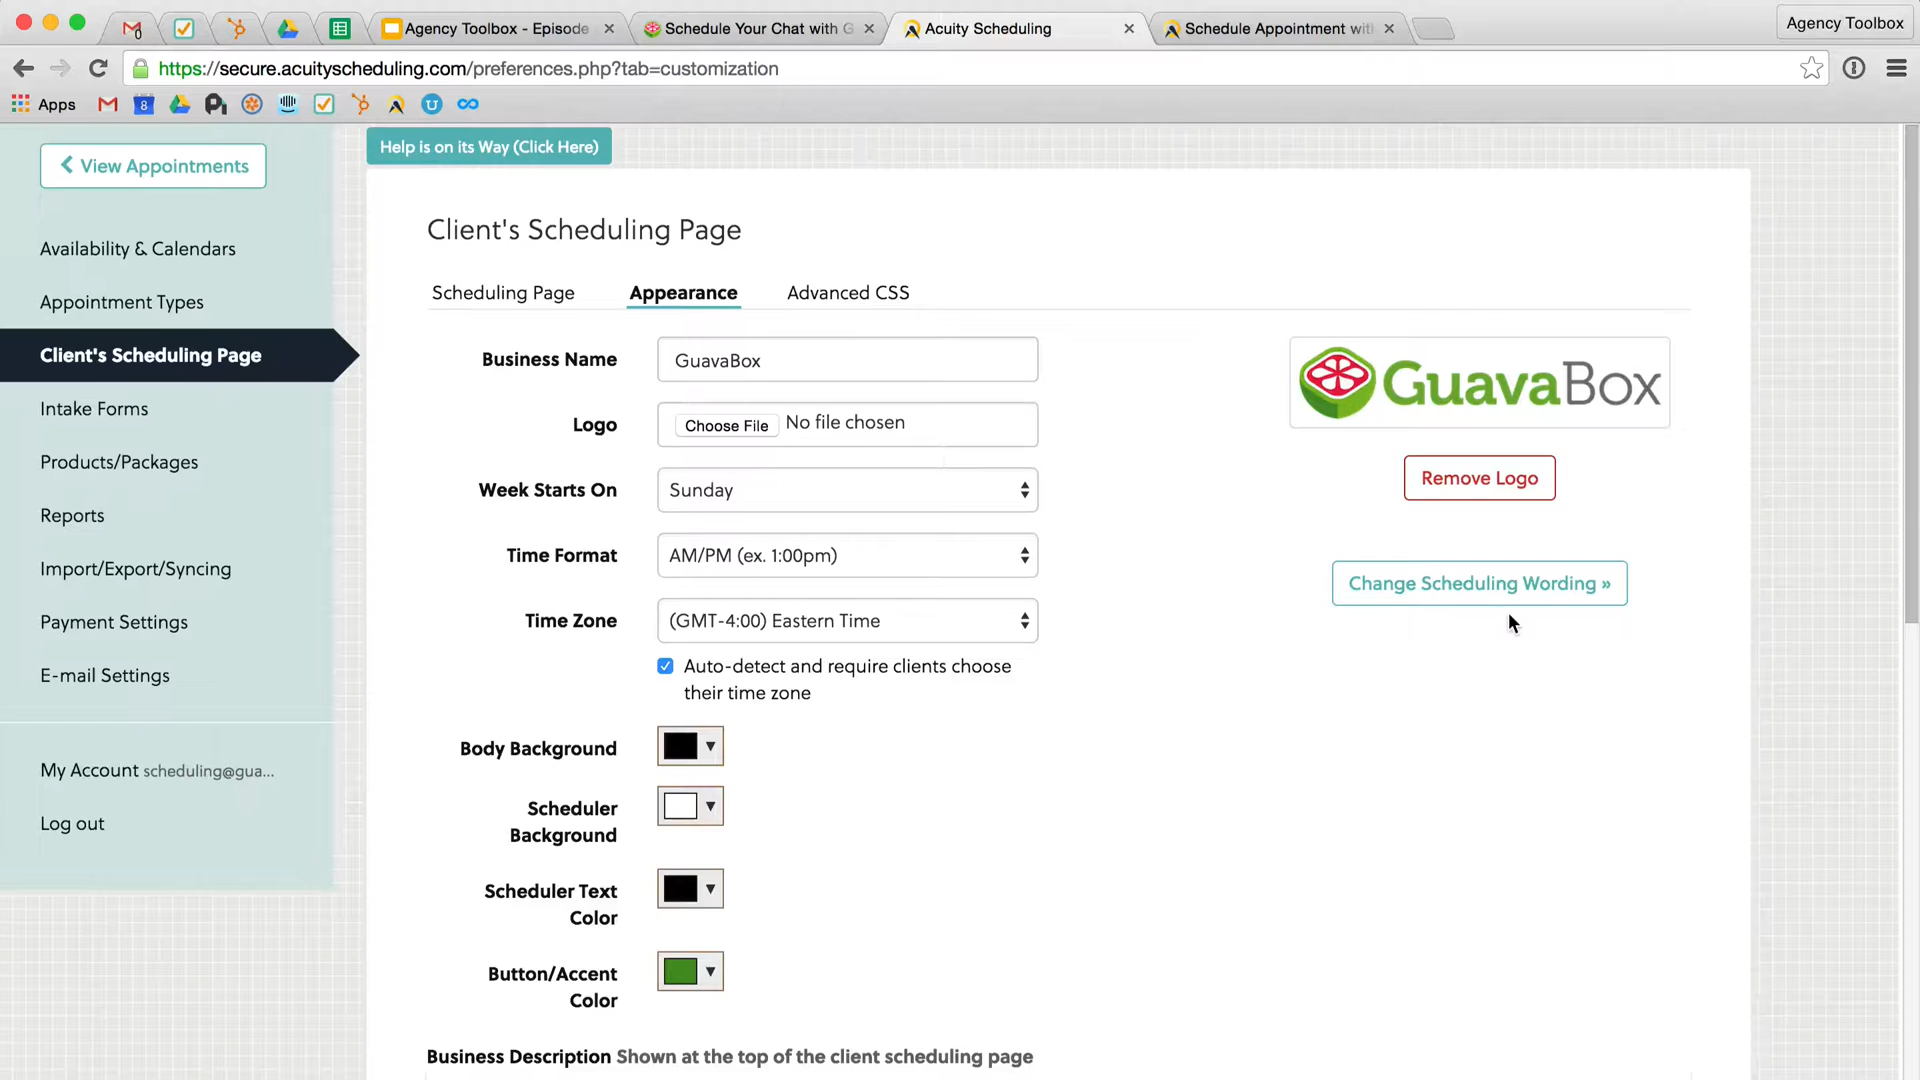 Agency Toolbox - Episode
Schedule Your Chat with G
Acuity Scheduling
Schedule Appointment wit
Agency Toolbox
https://secure.acuityscheduling.com/preferences.php?tab=customization
Apps
8
View Appointments
Help is on its Way (Click Here)
Client's Scheduling Page
Scheduling Page Appearance Advanced CSS
Availability & Calendars
Appointment Types
Client's Scheduling Page
Intake Forms
Products/Packages
Reports
Import/Export/Syncing
Payment Settings
E-mail Settings
My Account scheduling@gua...
Log out
Business Name GuavaBox
Logo Choose File No file chosen
Week Starts On Sunday
Time Format AM/PM (ex. 1:00pm)
Time Zone (GMT-4:00) Eastern Time
Auto-detect and require clients choose
their time zone
Body Background
Scheduler
Background
Scheduler Text
Color
Button/Accent
Color
Business Description Shown at the top of the client scheduling page
GuavaBox
Remove Logo
Change Scheduling Wording »